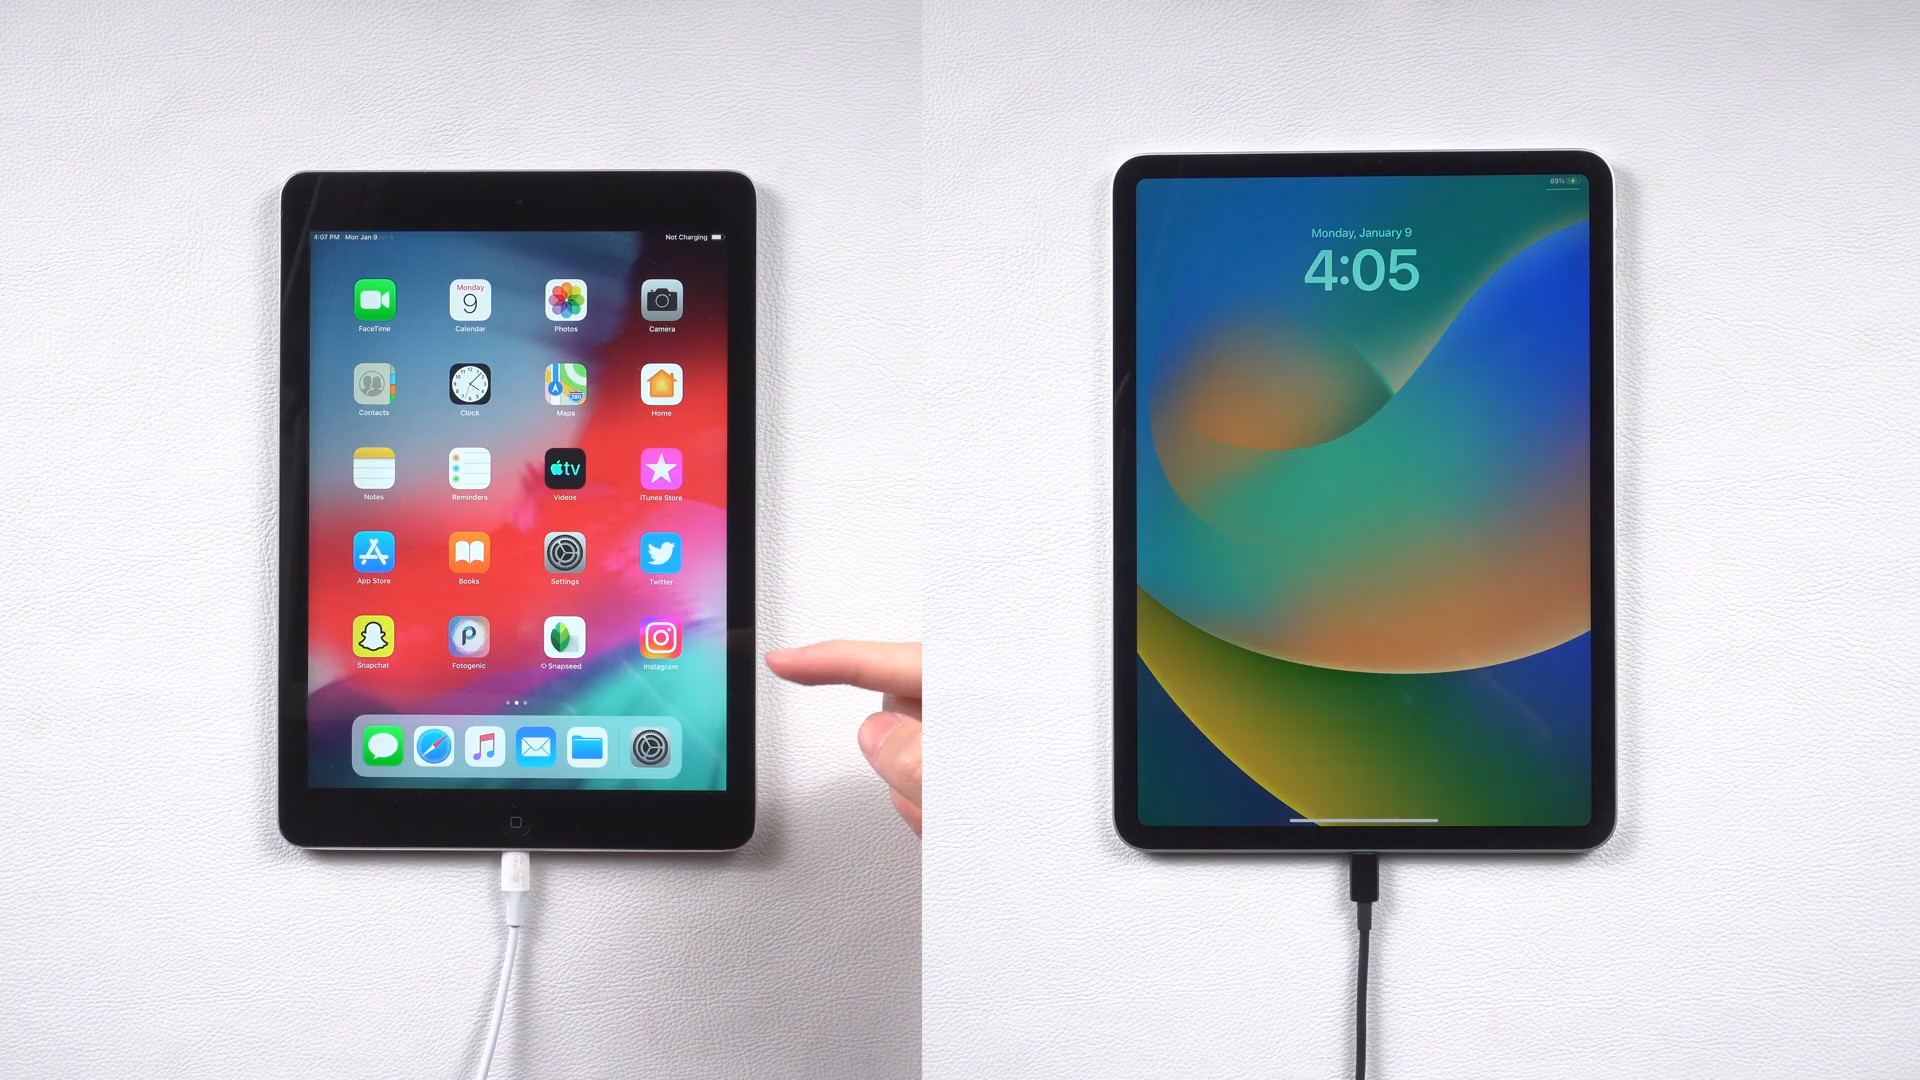 4:07 PM Mon Jan 9
Not Charging
Monday
9
FaceTime
Calendar
Photos
Camera
Contacts
Clock
Maps
Home
tv
Notes
Reminders
Videos
iTunes Store
App Store
Books
Settings
Twitter
Snapchat
Fotogenic
Snapseed
Instagram
89%
Monday, January 9
4:05